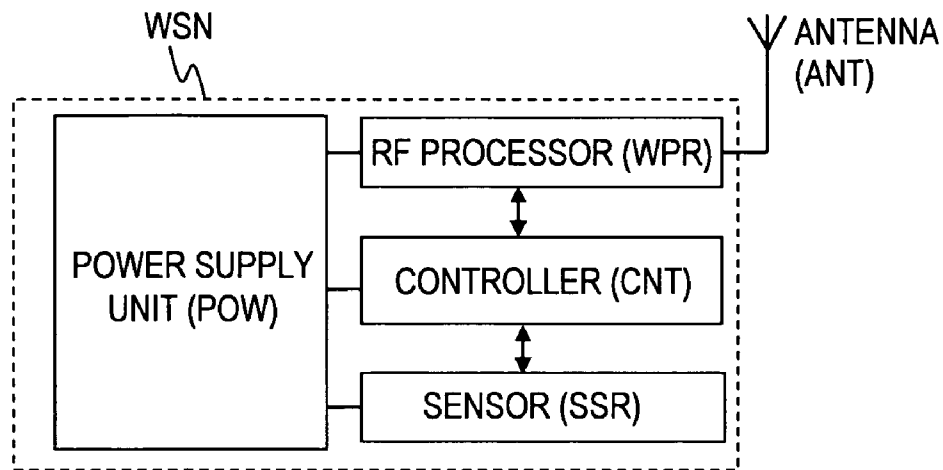 WSN
ANTENNA
(ANT)
RF PROCESSOR (WPR)
POWER SUPPLY
UNIT (POW)
CONTROLLER (CNT)
SENSOR (SSR)